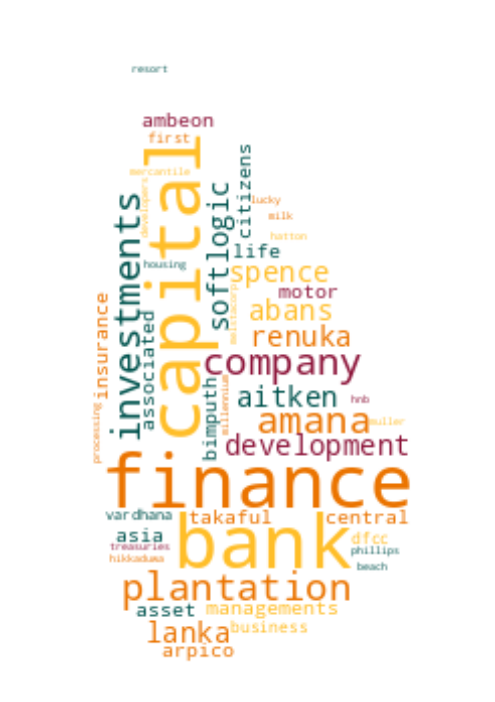 resort
ambeon
first
capital
mercantile
developers
citizens
softlogic
investments
lucky
milk
hatton
life
housing
spence
motor
abans
insurance
associated
renuka
company
bimputh
millennium
aitken
hnb
amana
muller
processing
development
finance
vardhana
takaful
central
bank
asia
dfcc
treasuries
phillips
hikkaduwa
beach
plantation
asset
managements
lanka
business
arpico